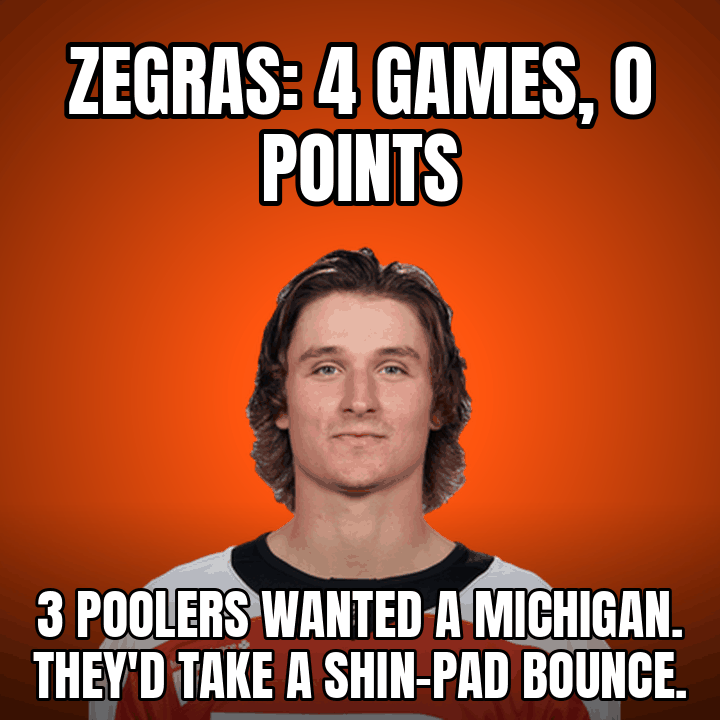 ZEGRAS: 4 GAMES, 0
POINTS
3 POOLERS WANTED A MICHIGAN.
THEY'D TAKE A SHIN-PAD BOUNCE.